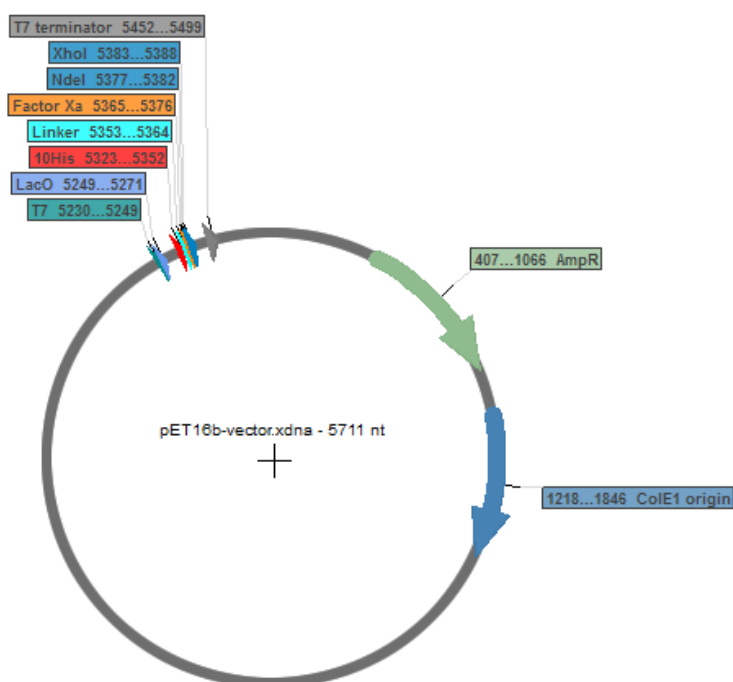 T7 terminator 5452...5499
XhoI 5383...5388
NdeI 5377...5382
Factor Xa 5365...5376
Linker 5353...5364
10His 5323...5352
LacO 5249...5271
T7 5230...5249
407...1066 AmpR
pET16b-vector.xdna - 5711 nt
1218...1846 ColE1 origin